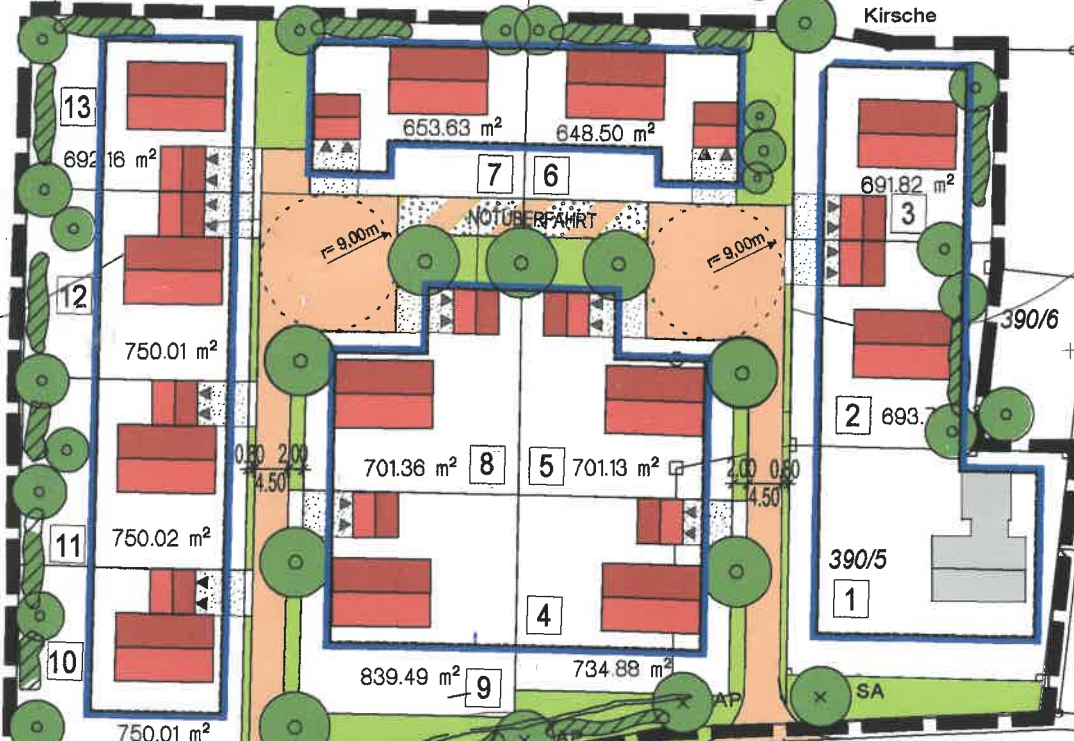 Kirsche
13
692.16 m²
653.63 m²
648.50 m²
7
6
691.82 m²
3
NOTÜBERFAHRT
r= 9,00m
r= 9,00m
12
750.01 m²
390/6
2
693.
0.80 2.00
4.50
701.36 m²
8
5
701.13 m²
2.00 0.80
4.50
11
750.02 m²
390/5
1
4
10
839.49 m²
9
734.88 m²
AP
SA
750.01 m²